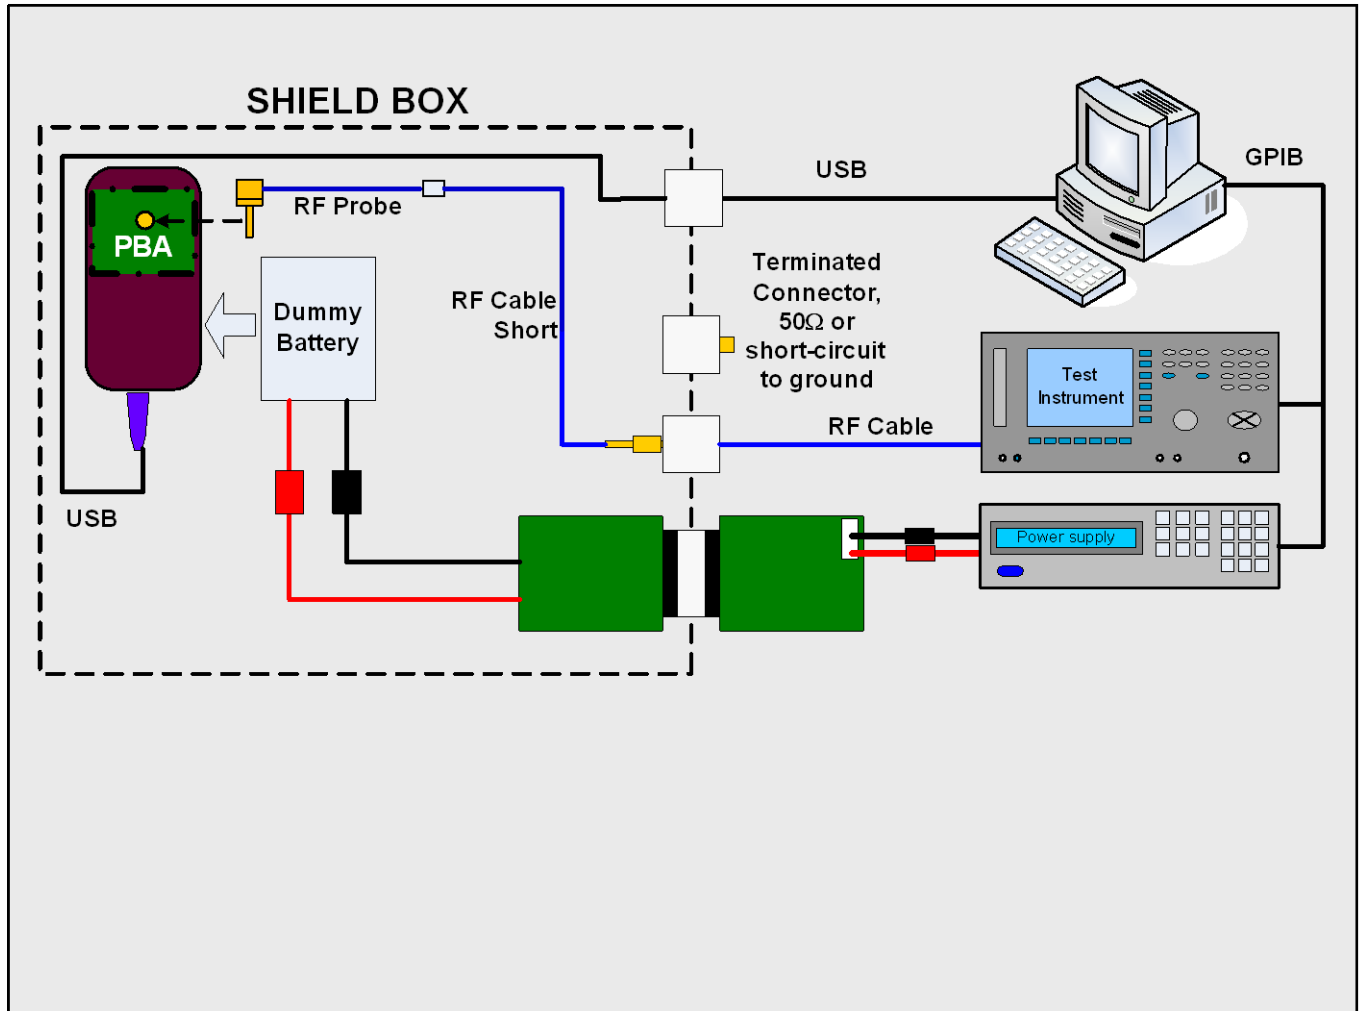 SHIELD BOX
USB
GPIB
RF Probe
PBA
Terminated
Connector,
50Ω or
short-circuit
to ground
RF Cable
Short
Dummy
Battery
Test
Instrument
RF Cable
USB
Power supply